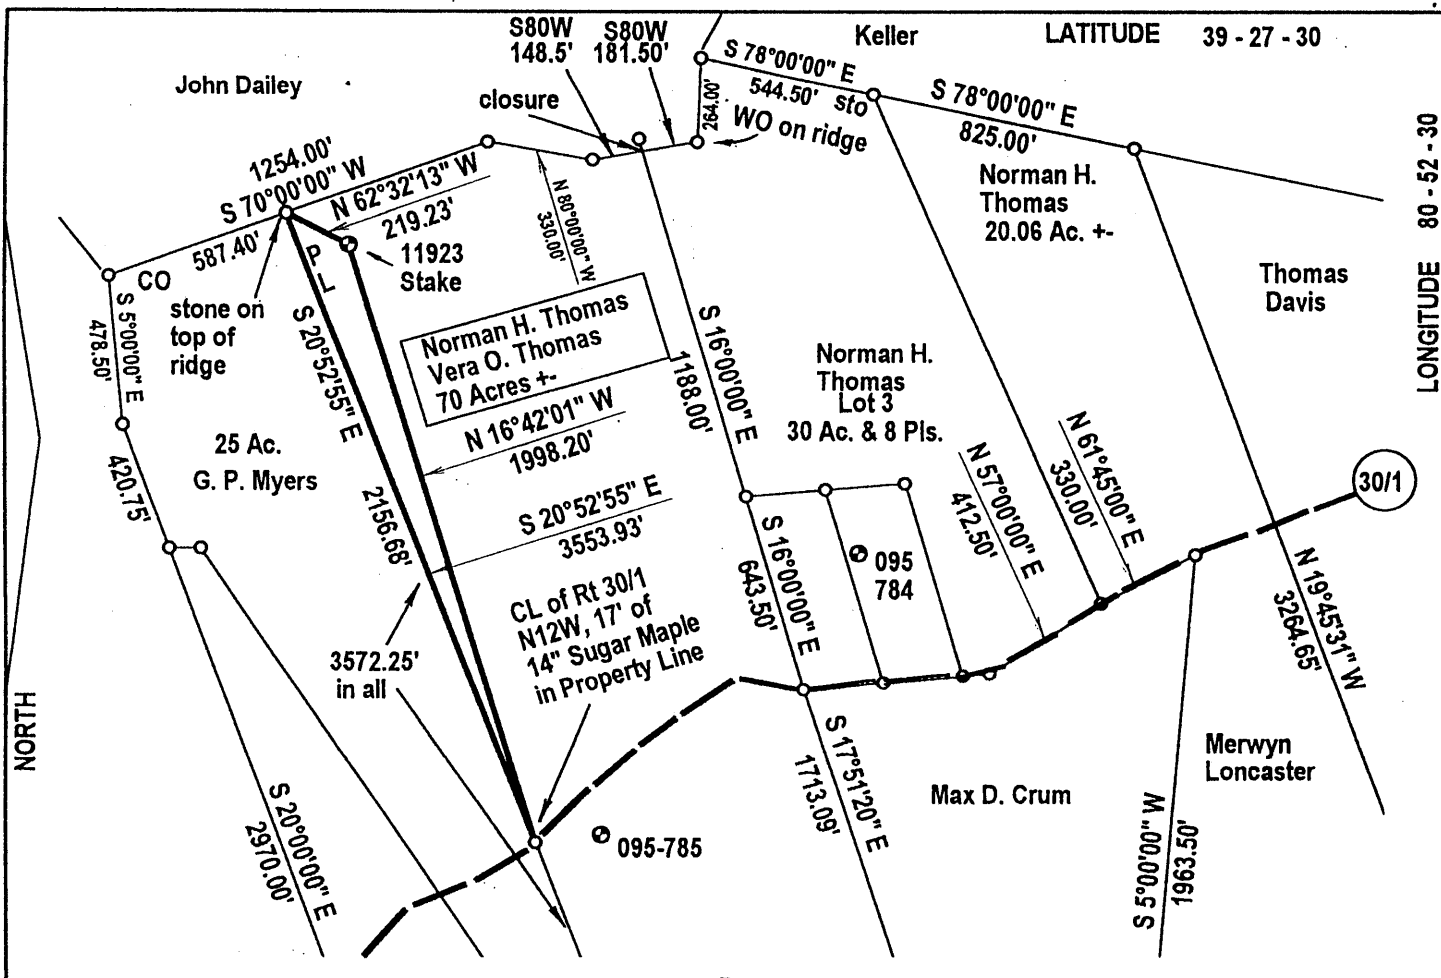 S80W
148.5'
S80W
181.50'
Keller
LATITUDE 39 - 27 - 30
John Dailey
closure
S 78°00'00" E
544.50' sto
264.00'
WO on ridge
S 78°00'00" E
825.00'
Norman H.
Thomas
20.06 Ac. +-
LONGITUDE 80 - 52 - 30
1254.00'
S 70°00'00" W
N 62°32'13" W
219.23'
587.40'
N 80°00'00" W
330.00'
11923
Stake
P
L
CO
stone on
top of
ridge
S 5°00'00" E
478.50'
Thomas
Davis
Norman H. Thomas
Vera O. Thomas
70 Acres +-
S 20°52'55" E
2156.68'
S 16°00'00" E
1188.00'
Norman H.
Thomas
Lot 3
30 Ac. & 8 Pls.
N 16°42'01" W
1998.20'
25 Ac.
G. P. Myers
420.75'
S 20°52'55" E
3553.93'
N 57°00'00" E
412.50'
330.00'
N 61°45'00" E
30/1
S 16°00'00" E
643.50'
095
784
CL of Rt 30/1
N12W, 17' of
14" Sugar Maple
in Property Line
3572.25'
in all
N 19°45'31" W
3264.65'
NORTH
S 20°00'00" E
2970.00'
S 17°51'20" E
1713.09'
Max D. Crum
Merwyn
Loncaster
S 5°00'00" W
1963.50'
095-785